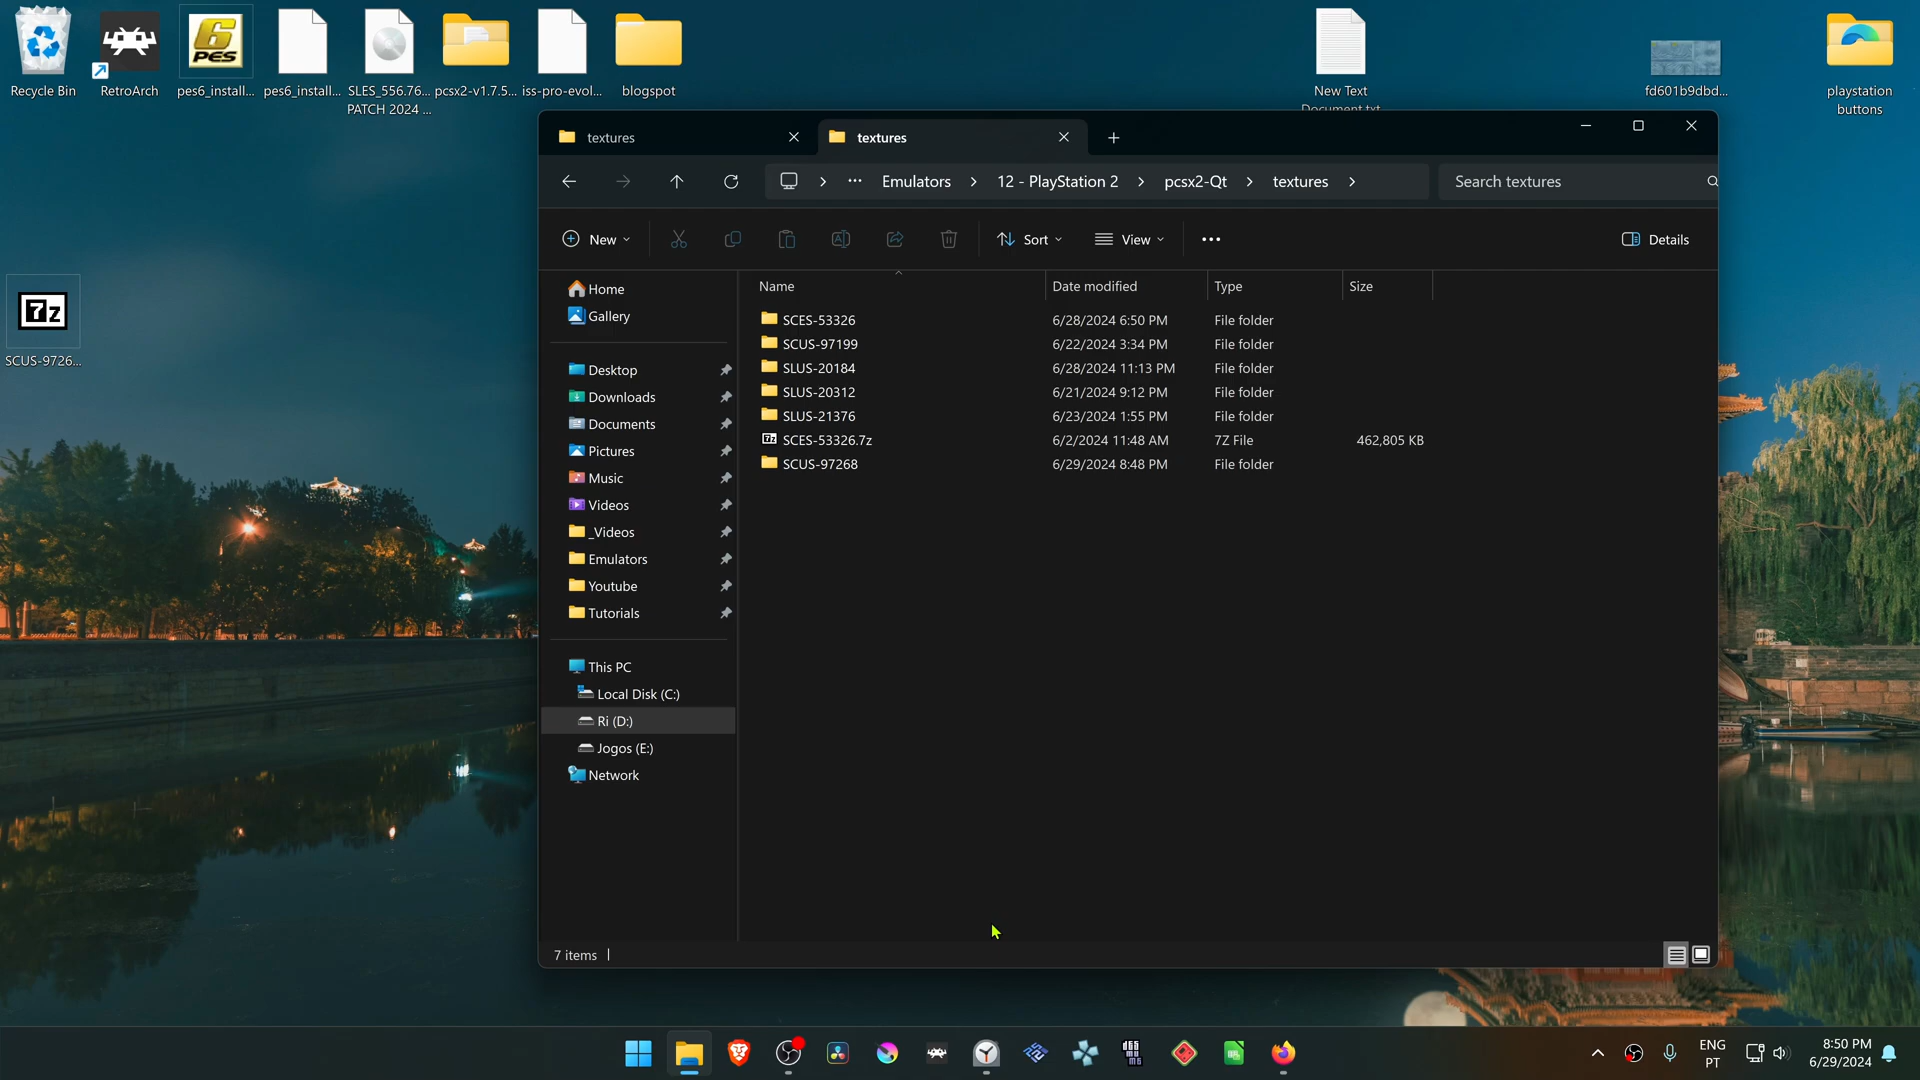 Recycle Bin
RetroArch
pes6_install...
pes6_install...
SLES_556.76...
PATCH 2024 ...
pcsx2-v1.7.5...
iss-pro-evol...
blogspot
New Text
Document.txt
fd601b9dbd...
playstation
buttons
SCUS-9726...
textures
textures
Emulators
12 - PlayStation 2
pcsx2-Qt
textures
Search textures
New
Sort
View
Details
Home
Gallery
Desktop
Downloads
Documents
Pictures
Music
Videos
_Videos
Emulators
Youtube
Tutorials
This PC
Local Disk (C:)
Ri (D:)
Jogos (E:)
Network
Name Date modified Type Size
SCES-53326 6/28/2024 6:50 PM File folder
SCUS-97199 6/22/2024 3:34 PM File folder
SLUS-20184 6/28/2024 11:13 PM File folder
SLUS-20312 6/21/2024 9:12 PM File folder
SLUS-21376 6/23/2024 1:55 PM File folder
SCES-53326.7z 6/2/2024 11:48 AM 7Z File 462,805 KB
SCUS-97268 6/29/2024 8:48 PM File folder
7 items
ENG
PT
8:50 PM
6/29/2024